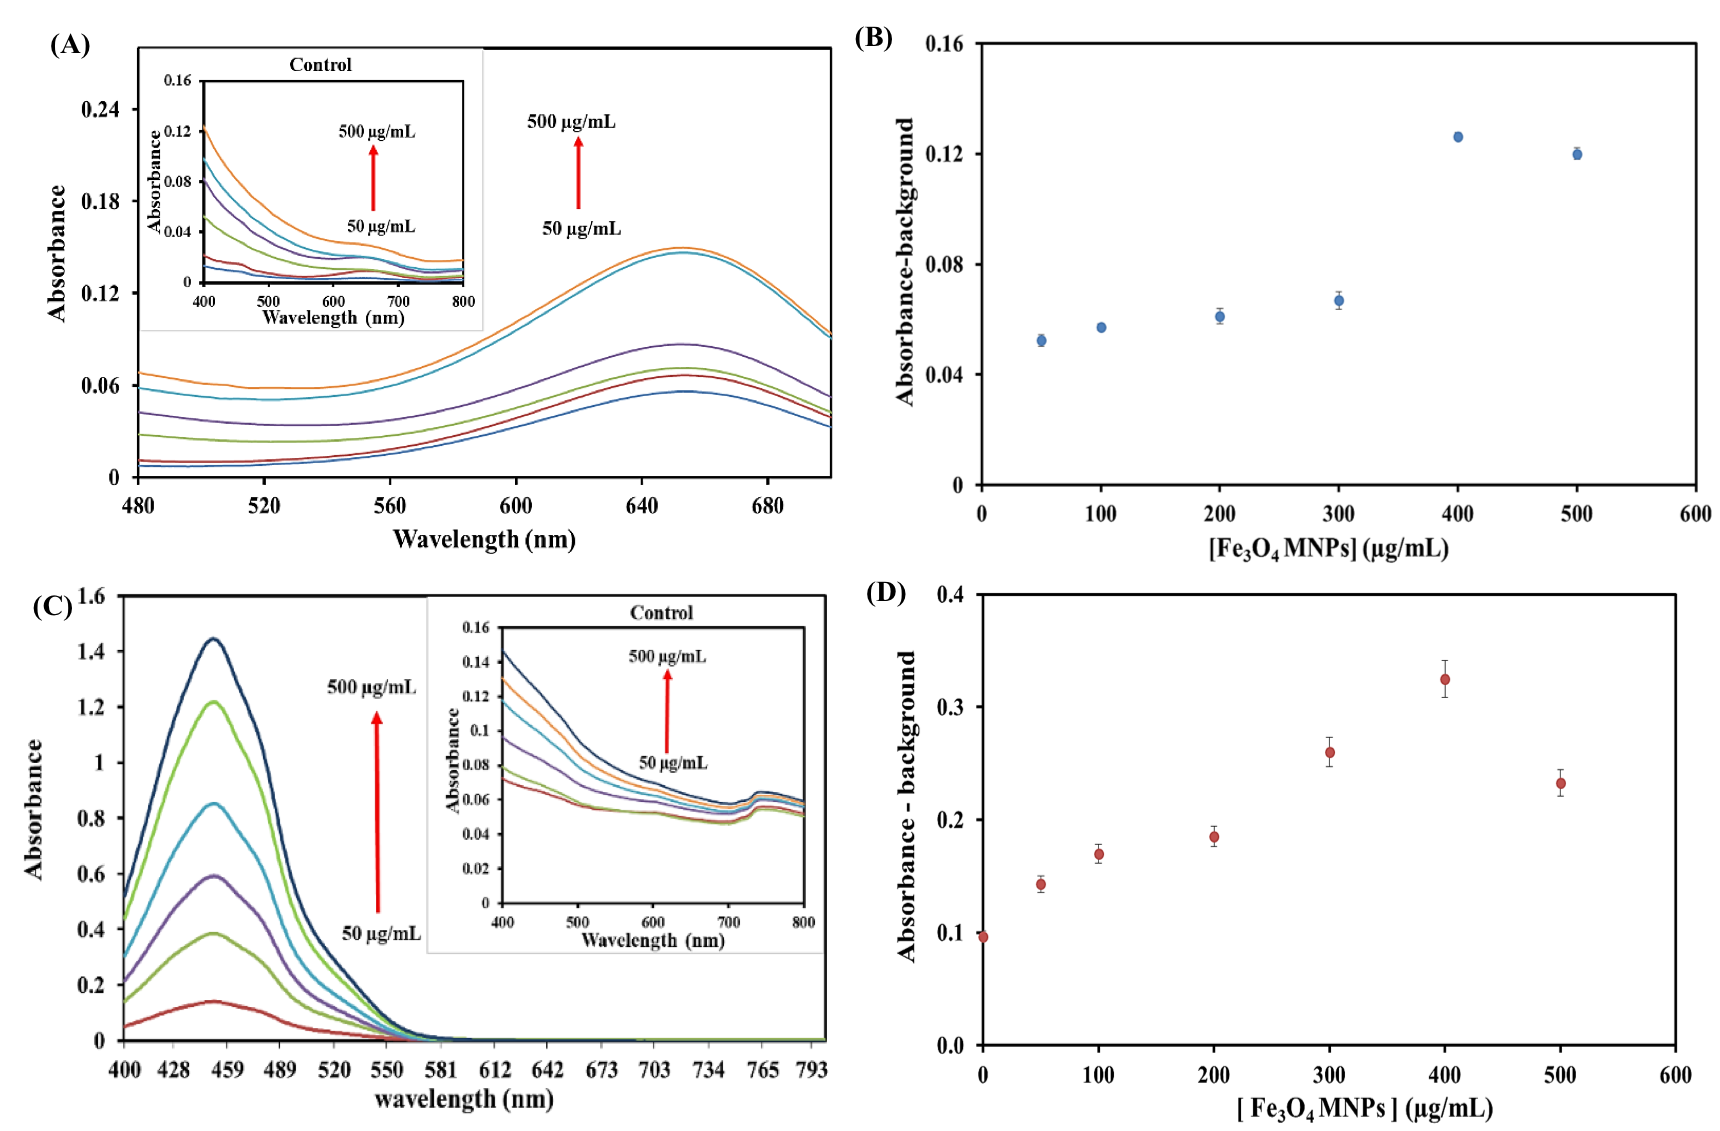 (A)
Control
0.16
0.12
0.08
0.04
0
Absorbance
500 µg/mL
50 µg/mL
400 500 600 700 800
Wavelength (nm)
0.24
0.18
0.12
0.06
0
Absorbance
500 µg/mL
50 µg/mL
480 520 560 600 640 680
Wavelength (nm)
(B)
0.16
0.12
0.08
0.04
0
Absorbance-background
0 100 200 300 400 500 600
[Fe₃O₄ MNPs] (µg/mL)
(C)
1.6
1.4
1.2
1
0.8
0.6
0.4
0.2
0
Absorbance
500 µg/mL
50 µg/mL
Control
0.16
0.14
0.12
0.1
0.08
0.06
0.04
0.02
0
Absorbance
500 µg/mL
50 µg/mL
400 500 600 700 800
Wavelength (nm)
400 428 459 489 520 550 581 612 642 673 703 734 765 793
wavelength (nm)
(D)
0.4
0.3
0.2
0.1
0.0
Absorbance - background
0 100 200 300 400 500 600
[ Fe₃O₄ MNPs ] (µg/mL)